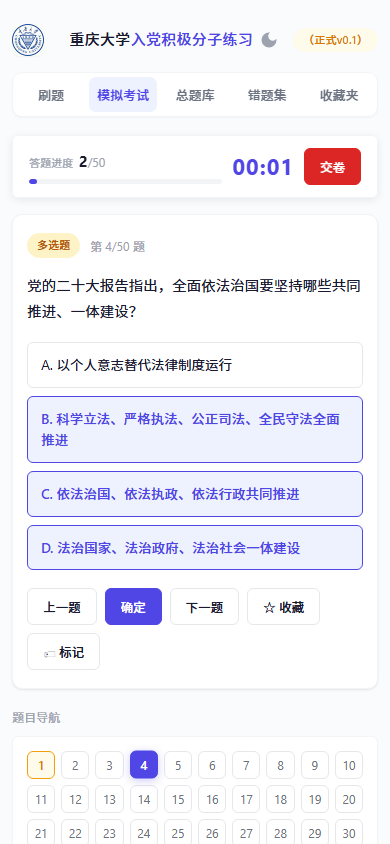 重庆大学入党积极分子练习 (正式v0.1)
刷题 模拟考试 总题库 错题集 收藏夹
答题进度 2/50 00:01 交卷
多选题 第 4/50 题
党的二十大报告指出，全面依法治国要坚持哪些共同
推进、一体建设？
A. 以个人意志替代法律制度运行
B. 科学立法、严格执法、公正司法、全民守法全面
推进
C. 依法治国、依法执政、依法行政共同推进
D. 法治国家、法治政府、法治社会一体建设
上一题 确定 下一题 ☆ 收藏
标记
题目导航
1 2 3 4 5 6 7 8 9 10
11 12 13 14 15 16 17 18 19 20
21 22 23 24 25 26 27 28 29 30